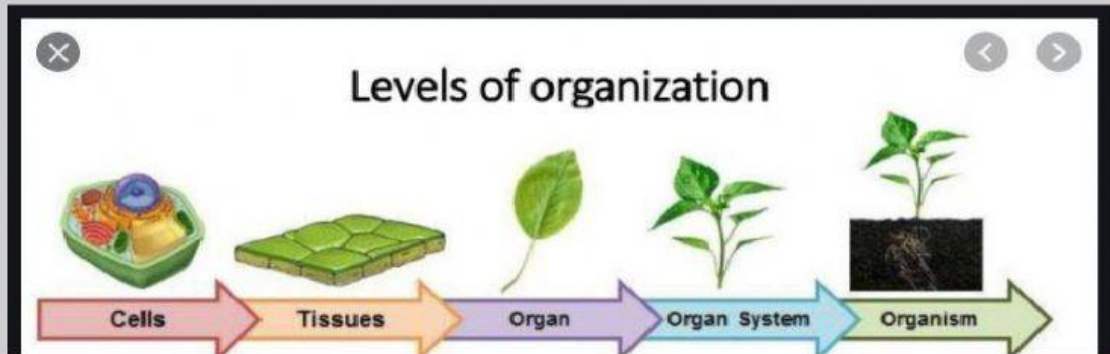 Levels of organization
Cells Tissues Organ Organ System Organism